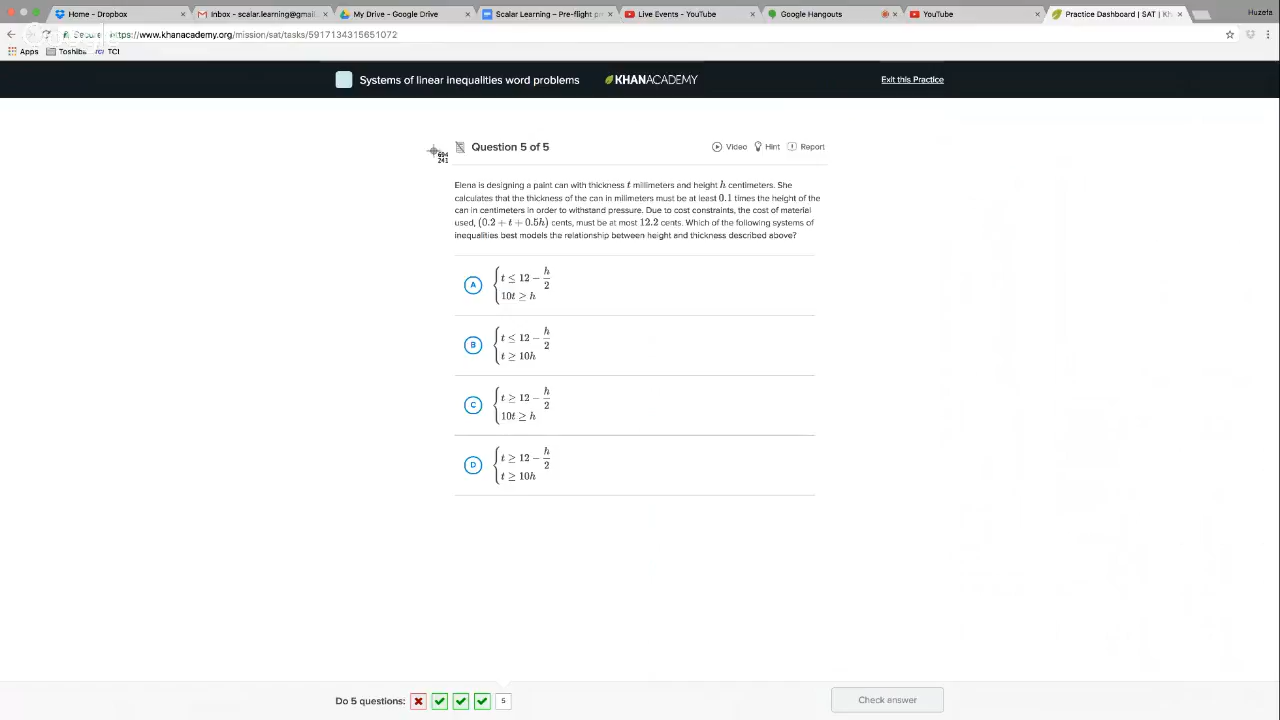 Home - Dropbox
Inbox - scalar.learning@gmai
My Drive - Google Drive
Scalar Learning - Pre-flight p
Live Events - YouTube
Google Hangouts
YouTube
Practice Dashboard | SAT | Kh
Huzefa
Secure https://www.khanacademy.org/mission/sat/tasks/5917134315651072
Apps Toshiba TCI
Systems of linear inequalities word problems KHANACADEMY Exit this Practice
Question 5 of 5 Video Hint Report
694
241
Elena is designing a paint can with thickness t millimeters and height h centimeters. She
calculates that the thickness of the can in milimeters must be at least 0.1 times the height of the
can in centimeters in order to withstand pressure. Due to cost constraints, the cost of material
used, (0.2 + t + 0.5h) cents, must be at most 12.2 cents. Which of the following systems of
inequalities best models the relationship between height and thickness described above?
A
t ≤ 12 − h/2
10t ≥ h
B
t ≤ 12 − h/2
t ≥ 10h
C
t ≥ 12 − h/2
10t ≥ h
D
t ≥ 12 − h/2
t ≥ 10h
Do 5 questions: 5 Check answer